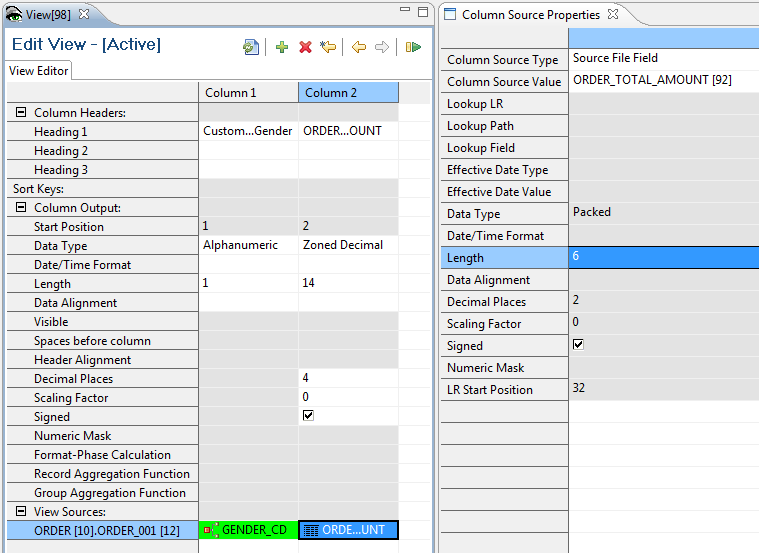 View[98]
Edit View - [Active]
View Editor
Column 1 Column 2
Column Headers:
Heading 1 Custom...Gender ORDER...OUNT
Heading 2
Heading 3
Sort Keys:
Column Output:
Start Position 1 2
Data Type Alphanumeric Zoned Decimal
Date/Time Format
Length 1 14
Data Alignment
Visible
Spaces before column
Header Alignment
Decimal Places 4
Scaling Factor 0
Signed
Numeric Mask
Format-Phase Calculation
Record Aggregation Function
Group Aggregation Function
View Sources:
ORDER [10].ORDER_001 [12] GENDER_CD ORDE...UNT
Column Source Properties
Column Source Type Source File Field
Column Source Value ORDER_TOTAL_AMOUNT [92]
Lookup LR
Lookup Path
Lookup Field
Effective Date Type
Effective Date Value
Data Type Packed
Date/Time Format
Length 6
Data Alignment
Decimal Places 2
Scaling Factor 0
Signed
Numeric Mask
LR Start Position 32